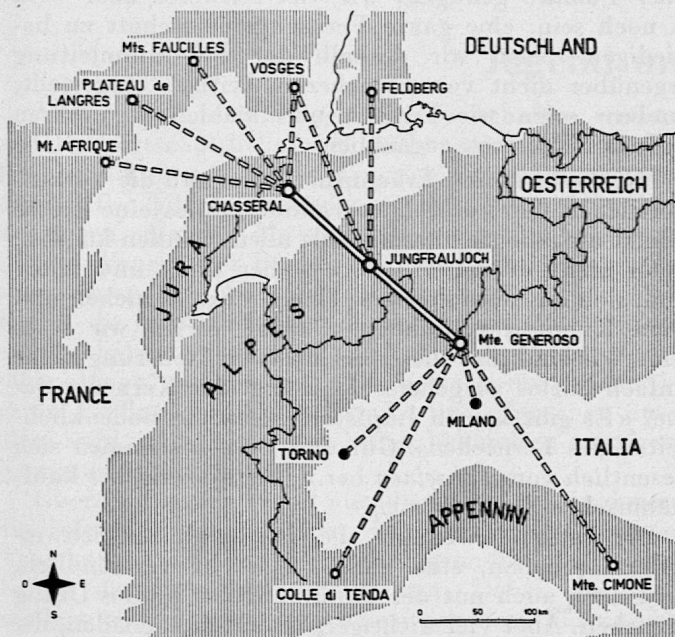 DEUTSCHLAND
Mts. FAUCILLES
VOSGES
PLATEAU de
LANGRES
FELDBERG
Mt. AFRIQUE
OESTERREICH
CHASSERAL
JURA
JUNGFRAUJOCH
ALPES
Mte. GENEROSO
FRANCE
MILANO
ITALIA
TORINO
APPENNINI
N
O
E
S
COLLE di TENDA
Mte. CIMONE
0
50
100 km